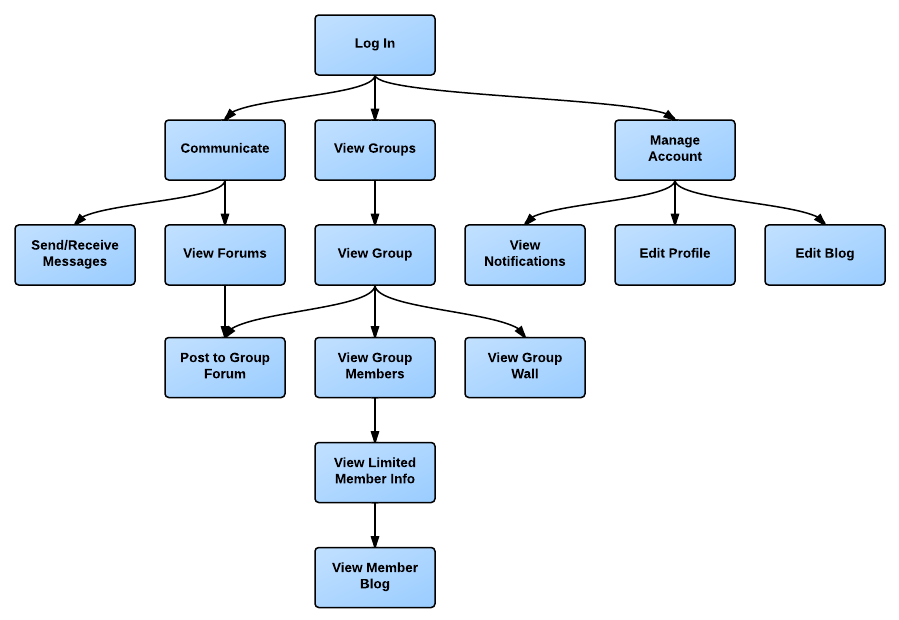 Log In
Communicate
View Groups
Manage
Account
Send/Receive
Messages
View Forums
View Group
View
Notifications
Edit Profile
Edit Blog
Post to Group
Forum
View Group
Members
View Group
Wall
View Limited
Member Info
View Member
Blog